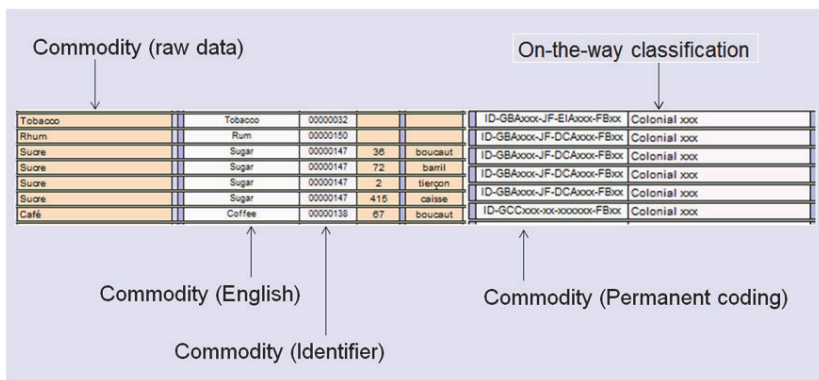 Commodity (raw data)
On-the-way classification
Tobacco Tobacco 00000032 ID-GBAxxx-JF-EIAxxx-FBxx Colonial xxx
Rhum Rum 00000150 ID-GBAxxx-JF-DCAxxx-FBxx Colonial xxx
Sucre Sugar 00000147 36 boucaut ID-GBAxxx-JF-DCAxxx-FBxx Colonial xxx
Sucre Sugar 00000147 72 barril ID-GBAxxx-JF-DCAxxx-FBxx Colonial xxx
Sucre Sugar 00000147 2 tierçon ID-GBAxxx-JF-DCAxxx-FBxx Colonial xxx
Sucre Sugar 00000147 415 caisse ID-GBAxxx-JF-DCAxxx-FBxx Colonial xxx
Café Coffee 00000138 67 boucaut ID-GCCxxx-xx-xxxxxx-FBxx Colonial xxx
Commodity (English)
Commodity (Permanent coding)
Commodity (Identifier)